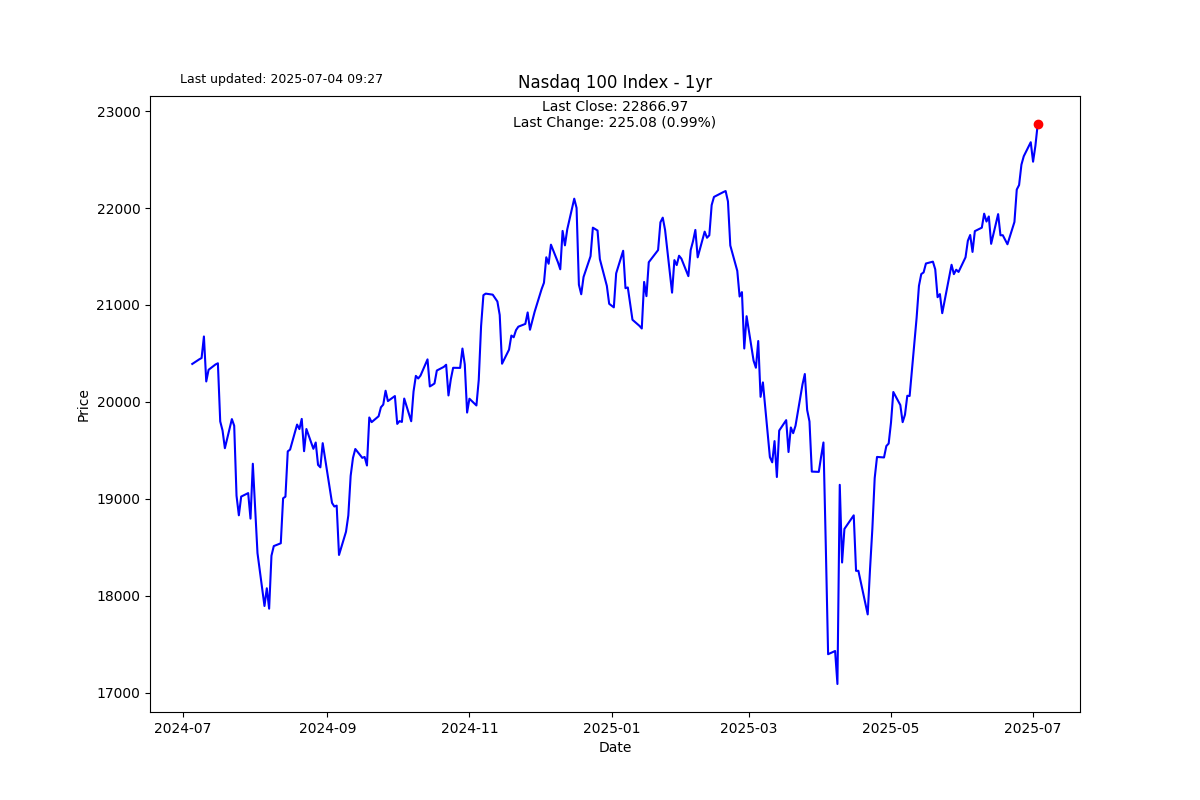 Last updated: 2025-07-04 09:27
Nasdaq 100 Index - 1yr
Last Close: 22866.97
Last Change: 225.08 (0.99%)
23000
22000
21000
20000
19000
18000
17000
Price
2024-07
2024-09
2024-11
2025-01
2025-03
2025-05
2025-07
Date